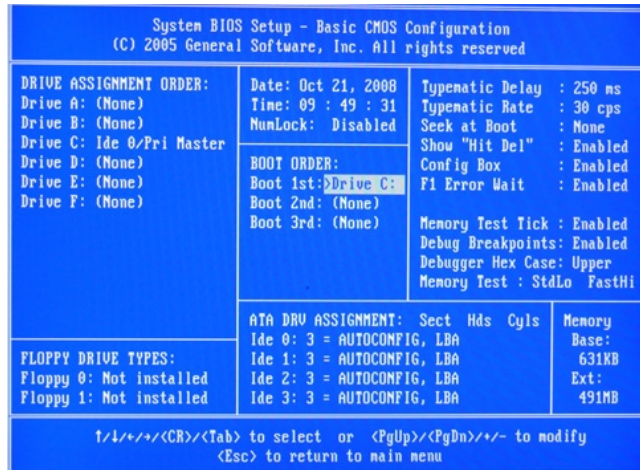 System BIOS Setup - Basic CMOS Configuration
(C) 2005 General Software, Inc. All rights reserved
DRIVE ASSIGNMENT ORDER:
Drive A: (None)
Drive B: (None)
Drive C: Ide 0/Pri Master
Drive D: (None)
Drive E: (None)
Drive F: (None)
Date: Oct 21, 2008
Time: 09 : 49 : 31
NumLock: Disabled
BOOT ORDER:
Boot 1st:>Drive C:
Boot 2nd: (None)
Boot 3rd: (None)
Typematic Delay : 250 ms
Typematic Rate : 30 cps
Seek at Boot : None
Show "Hit Del" : Enabled
Config Box : Enabled
F1 Error Wait : Enabled
Memory Test Tick : Enabled
Debug Breakpoints: Enabled
Debugger Hex Case: Upper
Memory Test : StdLo FastHi
FLOPPY DRIVE TYPES:
Floppy 0: Not installed
Floppy 1: Not installed
ATA DRV ASSIGNMENT: Sect Hds Cyls
Ide 0: 3 = AUTOCONFIG, LBA
Ide 1: 3 = AUTOCONFIG, LBA
Ide 2: 3 = AUTOCONFIG, LBA
Ide 3: 3 = AUTOCONFIG, LBA
Memory
Base:
631KB
Ext:
491MB
↑/↓/←/→/<CR>/<Tab> to select or <PgUp>/<PgDn>/+/- to modify
<Esc> to return to main menu